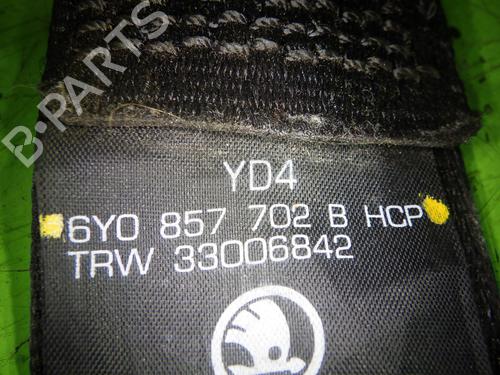 B-PARTS
YD4
6Y0 857 702 B HCP
TRW 33006842